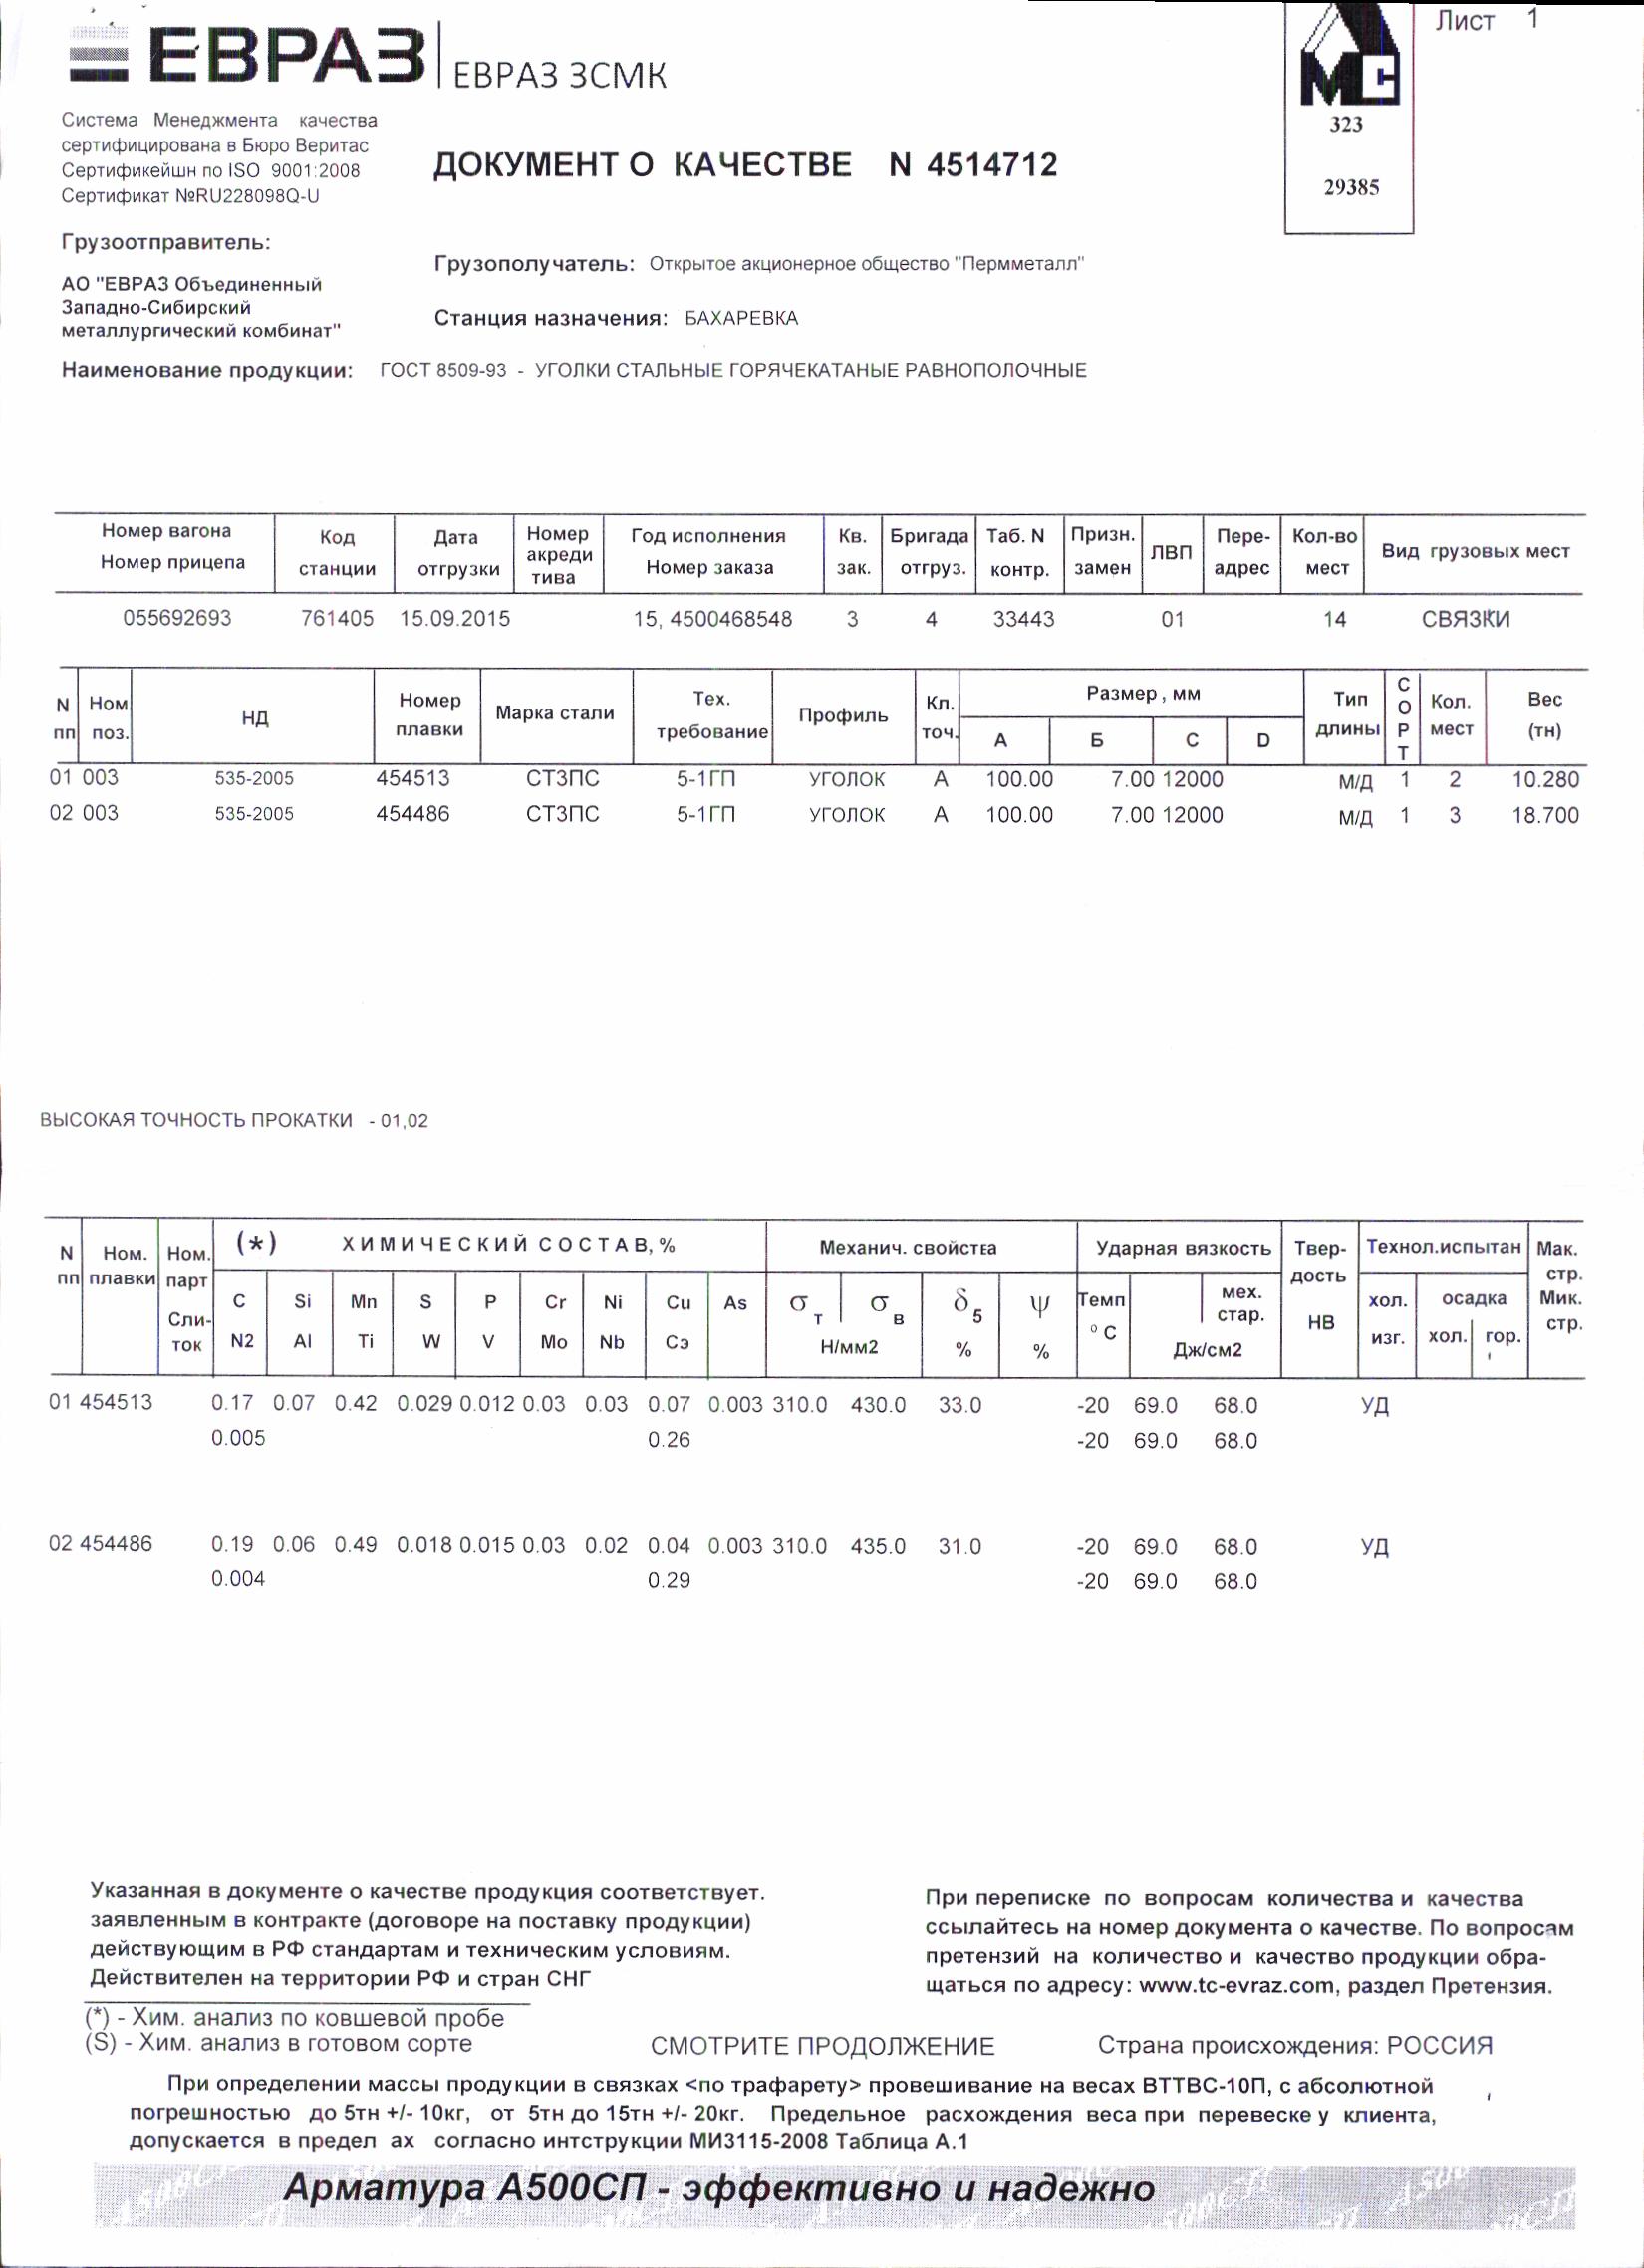 Лист 1
ЕВРАЗ ЕВРАЗ ЗСМК
МС
323
29385
Система Менеджмента качества
сертифицирована в Бюро Веритас
Сертификейшн по ISO 9001:2008
Сертификат №RU228098Q-U
ДОКУМЕНТ О КАЧЕСТВЕ N 4514712
Грузоотправитель:
АО "ЕВРАЗ Объединенный
Западно-Сибирский
металлургический комбинат"
Грузополучатель: Открытое акционерное общество "Пермметалл"
Станция назначения: БАХАРЕВКА
Наименование продукции: ГОСТ 8509-93 - УГОЛКИ СТАЛЬНЫЕ ГОРЯЧЕКАТАНЫЕ РАВНОПОЛОЧНЫЕ
Номер вагона Код Дата Номер Год исполнения Кв. Бригада Таб. N Призн. ЛВП Пере- Кол-во Вид грузовых мест
Номер прицепа станции отгрузки акреди тива Номер заказа зак. отгруз. контр. замен адрес мест
055692693 761405 15.09.2015 15, 4500468548 3 4 33443 01 14 СВЯЗКИ
N Ном НД Номер Марка стали Тех. Профиль Кл. Размер, мм Тип СОРТ Кол. Вес
пп поз. плавки требование точ. А Б С D длины мест (тн)
01 003 535-2005 454513 СТ3ПС 5-1ГП УГОЛОК А 100.00 7.00 12000 М/Д 1 2 10.280
02 003 535-2005 454486 СТ3ПС 5-1ГП УГОЛОК А 100.00 7.00 12000 М/Д 1 3 18.700
ВЫСОКАЯ ТОЧНОСТЬ ПРОКАТКИ - 01,02
N Ном. Ном. (*) ХИМИЧЕСКИЙ СОСТАВ, % Механич. свойства Ударная вязкость Твер- Технол.испытан Мак.
пп плавки парт C Si Mn S P Cr Ni Cu As σт σв δ5 ψ Темп мех. стар. дость хол. осадка стр. Мик.
Сли-ток N2 Al Ti W V Mo Nb Сэ Н/мм2 % % °C Дж/см2 НВ изг. хол. гор. стр.
01 454513 0.17 0.07 0.42 0.029 0.012 0.03 0.03 0.07 0.003 310.0 430.0 33.0 -20 69.0 68.0 УД
0.005 0.26 -20 69.0 68.0
02 454486 0.19 0.06 0.49 0.018 0.015 0.03 0.02 0.04 0.003 310.0 435.0 31.0 -20 69.0 68.0 УД
0.004 0.29 -20 69.0 68.0
Указанная в документе о качестве продукция соответствует.
заявленным в контракте (договоре на поставку продукции)
действующим в РФ стандартам и техническим условиям.
Действителен на территории РФ и стран СНГ
При переписке по вопросам количества и качества
ссылайтесь на номер документа о качестве. По вопросам
претензий на количество и качество продукции обра-
щаться по адресу: www.tc-evraz.com, раздел Претензия.
(*) - Хим. анализ по ковшевой пробе
(S) - Хим. анализ в готовом сорте
СМОТРИТЕ ПРОДОЛЖЕНИЕ Страна происхождения: РОССИЯ
При определении массы продукции в связках <по трафарету> провешивание на весах ВТТВС-10П, с абсолютной
погрешностью до 5тн +/- 10кг, от 5тн до 15тн +/- 20кг. Предельное расхождения веса при перевеске у клиента,
допускается в предел ах согласно интструкции МИ3115-2008 Таблица А.1
Арматура А500СП - эффективно и надежно